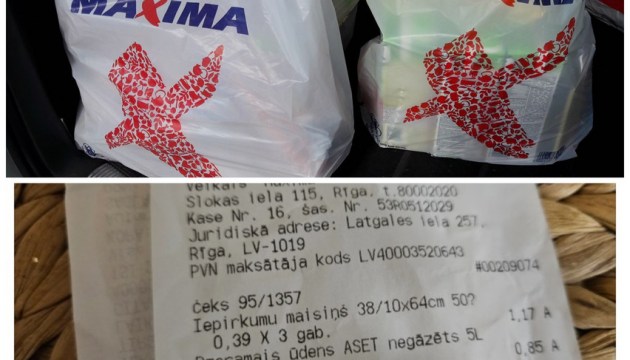 MAXIMA
MAXIMA
Veikals
Slokas iela 115, Rīga, t.80002020
Kase Nr. 16, šas. Nr. 53R0512029
Juridiskā adrese: Latgales iela 257,
Rīga, LV-1019
PVN maksātāja kods LV40003520643
#00209074
čeks 95/1357
Iepirkumu maisiņš 38/10x64cm 50?
0,39 X 3 gab. 1,17 A
Dzeramais ūdens ASET negāzēts 5L
0,85 A